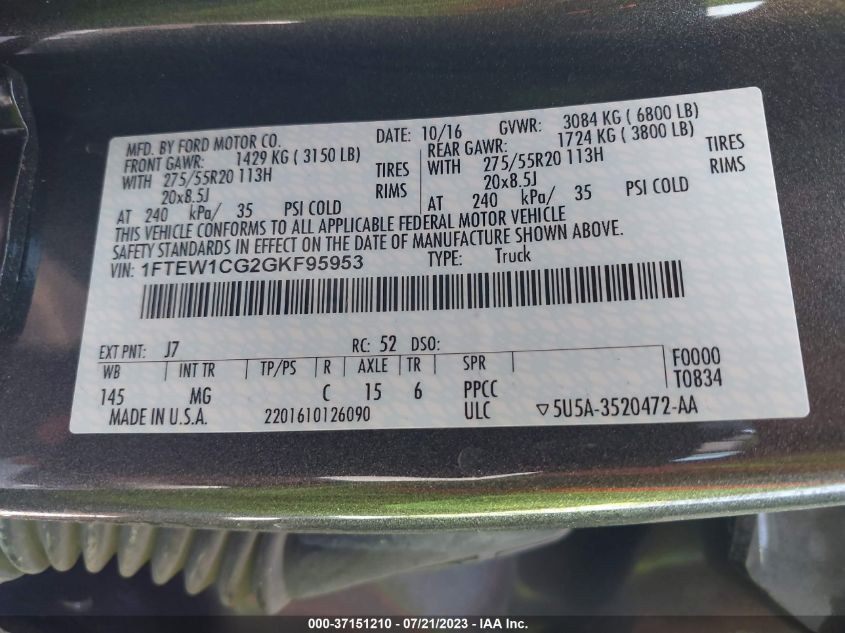 MFD. BY FORD MOTOR CO. DATE: 10/16 GVWR: 3084 KG ( 6800 LB)
FRONT GAWR: 1429 KG ( 3150 LB) REAR GAWR: 1724 KG ( 3800 LB)
WITH 275/55R20 113H TIRES WITH 275/55R20 113H TIRES
20x8.5J RIMS 20x8.5J RIMS
AT 240 kPa/ 35 PSI COLD AT 240 kPa/ 35 PSI COLD
THIS VEHICLE CONFORMS TO ALL APPLICABLE FEDERAL MOTOR VEHICLE
SAFETY STANDARDS IN EFFECT ON THE DATE OF MANUFACTURE SHOWN ABOVE.
VIN: 1FTEW1CG2GKF95953 TYPE: Truck
EXT PNT: J7 RC: 52 DSO:
WB INT TR TP/PS R AXLE TR SPR F0000
145 MG C 15 6 PPCC T0834
MADE IN U.S.A. 2201610126090 ULC ▽5U5A-3520472-AA
000-37151210 - 07/21/2023 - IAA Inc.